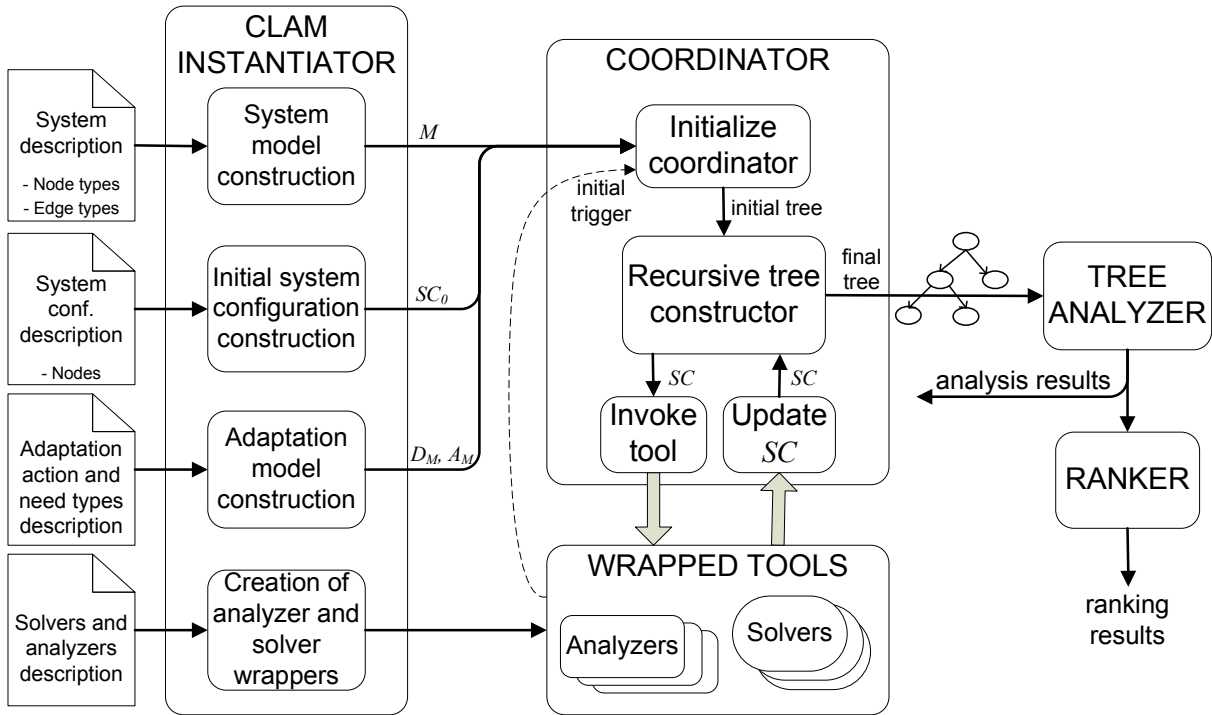 CLAM
INSTANTIATOR
System
description
- Node types
- Edge types
System
model
construction
M
System
conf.
description
- Nodes
Initial system
configuration
construction
SC0
Adaptation
action and
need types
description
Adaptation
model
construction
DM, AM
Solvers and
analyzers
description
Creation of
analyzer and
solver
wrappers
COORDINATOR
Initialize
coordinator
initial
trigger
initial tree
Recursive tree
constructor
SC
SC
Invoke
tool
Update
SC
WRAPPED TOOLS
Analyzers
Solvers
final
tree
TREE
ANALYZER
analysis results
RANKER
ranking
results